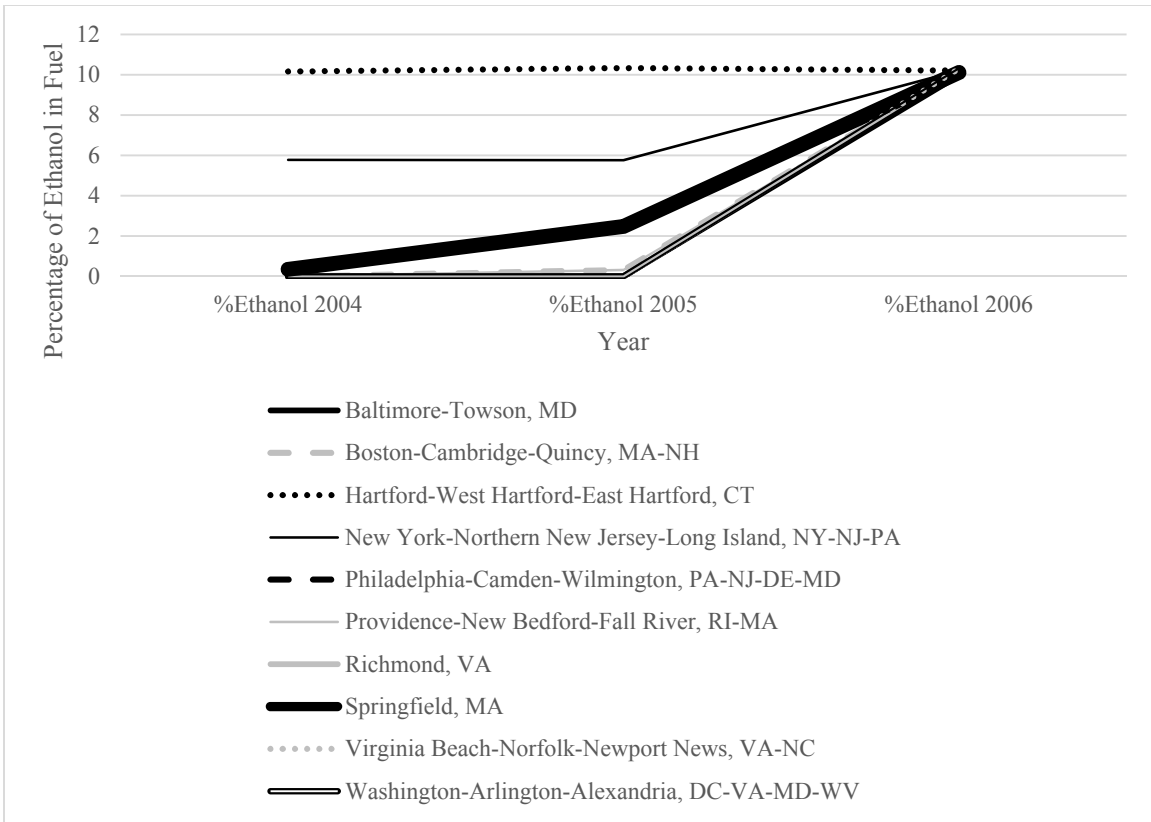 12
10
8
6
4
2
0
Percentage of Ethanol in Fuel
%Ethanol 2004
%Ethanol 2005
%Ethanol 2006
Year
Baltimore-Towson, MD
Boston-Cambridge-Quincy, MA-NH
Hartford-West Hartford-East Hartford, CT
New York-Northern New Jersey-Long Island, NY-NJ-PA
Philadelphia-Camden-Wilmington, PA-NJ-DE-MD
Providence-New Bedford-Fall River, RI-MA
Richmond, VA
Springfield, MA
Virginia Beach-Norfolk-Newport News, VA-NC
Washington-Arlington-Alexandria, DC-VA-MD-WV